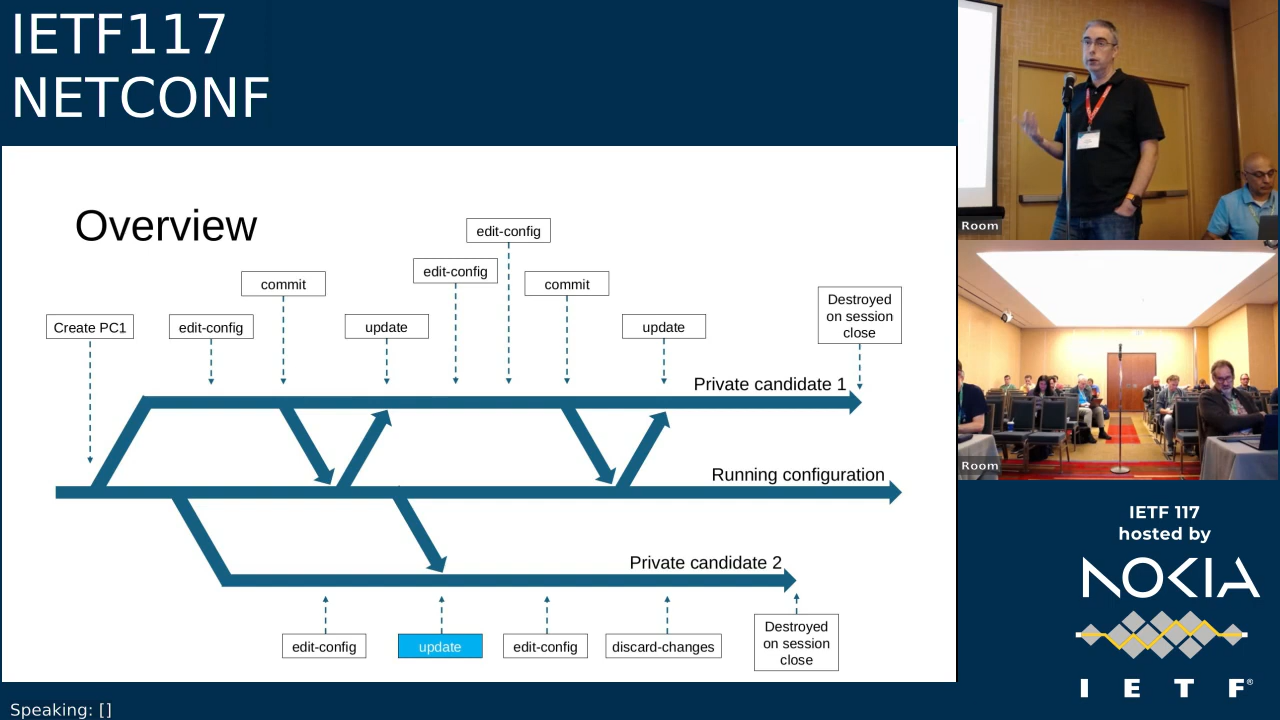 IETF117
NETCONF
Overview
edit-config
edit-config
commit
commit
Destroyed
on session
close
Create PC1
edit-config
update
update
Private candidate 1
Running configuration
Private candidate 2
edit-config
update
edit-config
discard-changes
Destroyed
on session
close
Room
Room
IETF 117
hosted by
NOKIA
I E T F®
Speaking: []